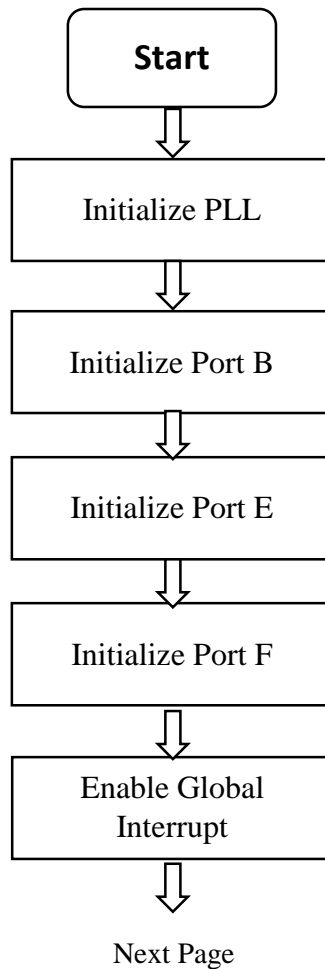 Start
Initialize PLL
Initialize Port B
Initialize Port E
Initialize Port F
Enable Global
Interrupt
Next Page